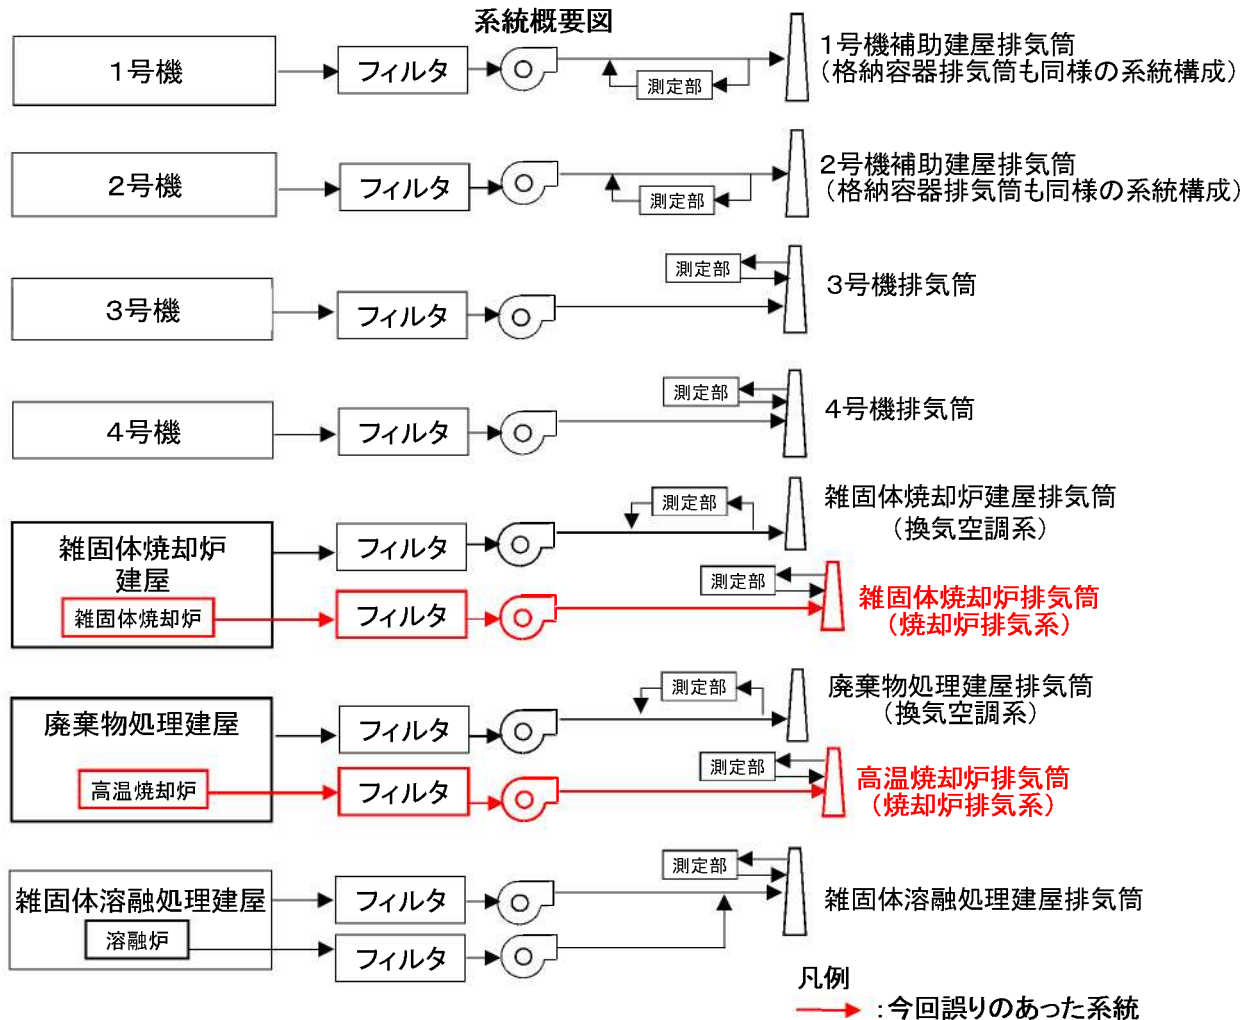 系統概要図
1号機
フィルタ
測定部
1号機補助建屋排気筒
(格納容器排気筒も同様の系統構成)
2号機
フィルタ
測定部
2号機補助建屋排気筒
(格納容器排気筒も同様の系統構成)
3号機
フィルタ
測定部
3号機排気筒
4号機
フィルタ
測定部
4号機排気筒
雑固体焼却炉
建屋
フィルタ
測定部
雑固体焼却炉建屋排気筒
(換気空調系)
雑固体焼却炉
フィルタ
測定部
雑固体焼却炉排気筒
(焼却炉排気系)
廃棄物処理建屋
フィルタ
測定部
廃棄物処理建屋排気筒
(換気空調系)
高温焼却炉
フィルタ
測定部
高温焼却炉排気筒
(焼却炉排気系)
雑固体溶融処理建屋
フィルタ
測定部
雑固体溶融処理建屋排気筒
溶融炉
フィルタ
凡例
:今回誤りのあった系統